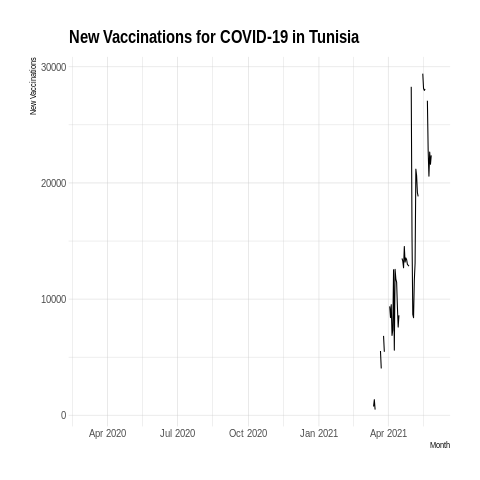 New Vaccinations for COVID-19 in Tunisia
New Vaccinations
30000
20000
10000
0
Apr 2020 Jul 2020 Oct 2020 Jan 2021 Apr 2021
Month